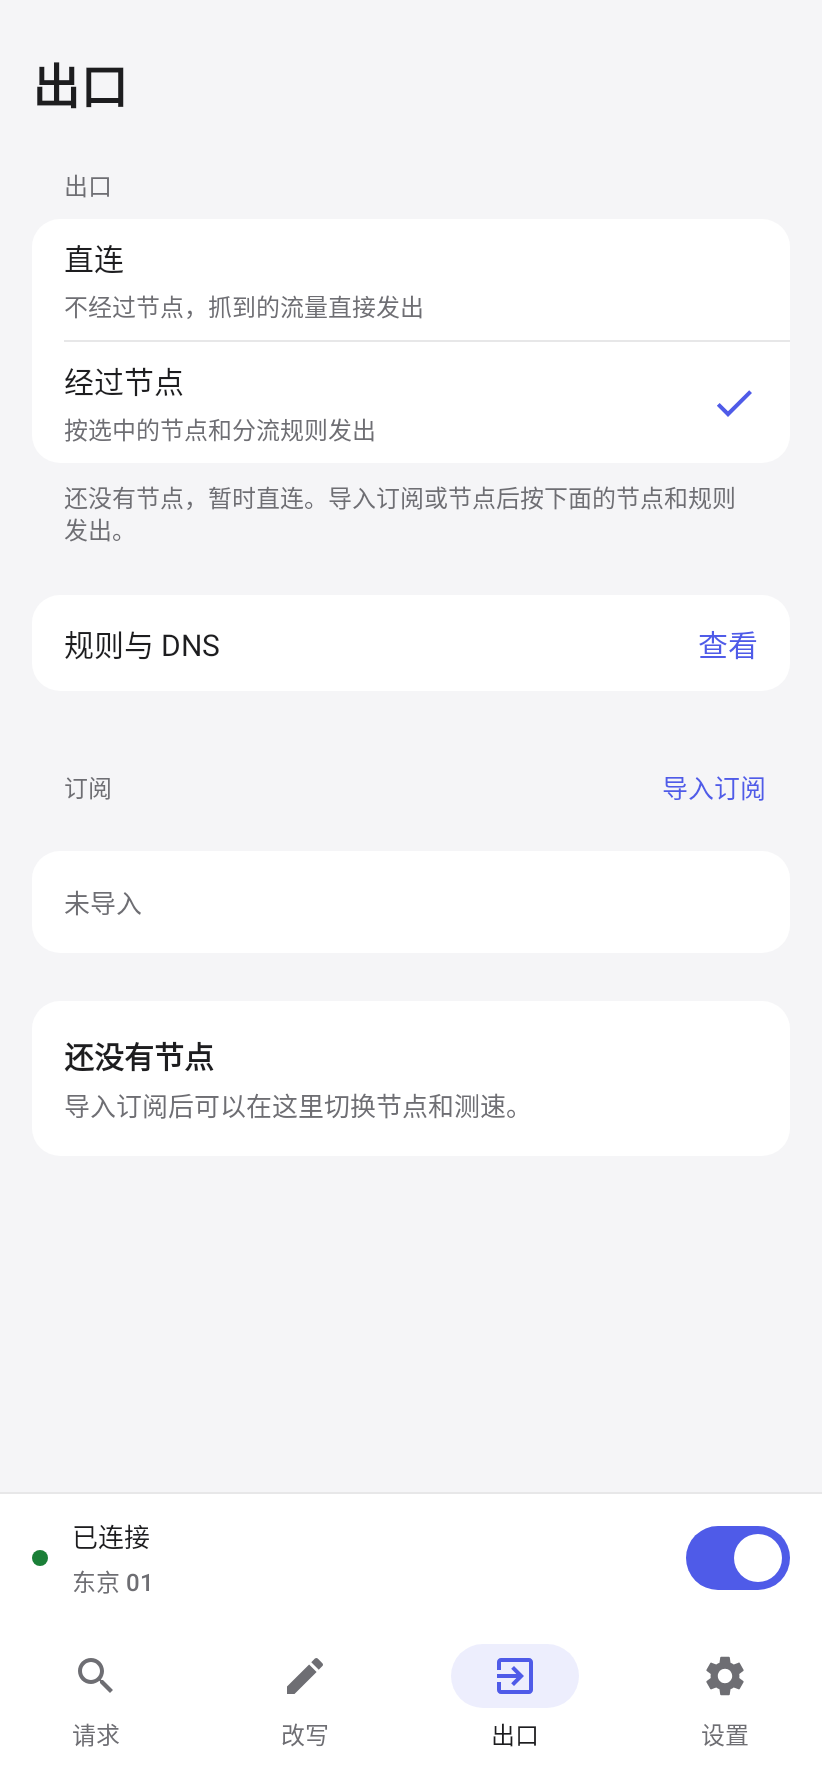 出口
出口
直连
不经过节点，抓到的流量直接发出
经过节点
按选中的节点和分流规则发出
还没有节点，暂时直连。导入订阅或节点后按下面的节点和规则
发出。
规则与 DNS
查看
订阅
导入订阅
未导入
还没有节点
导入订阅后可以在这里切换节点和测速。
已连接
东京 01
请求
改写
出口
设置